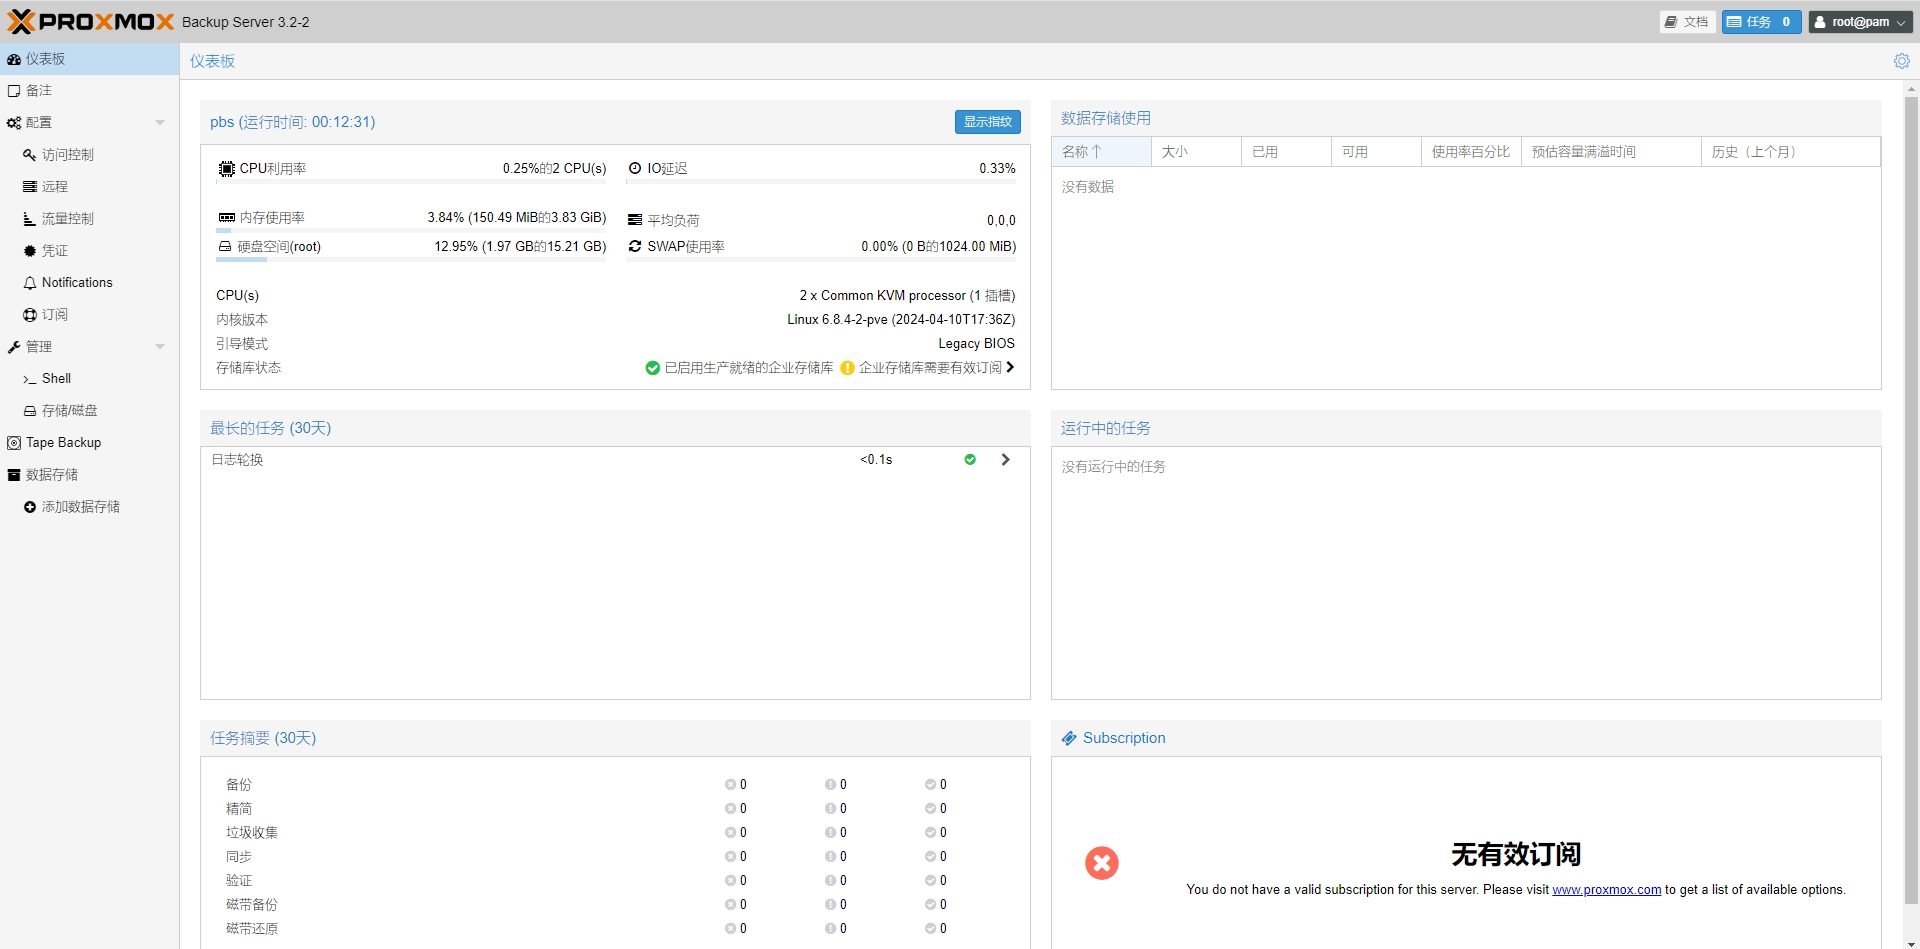 PROXMOX Backup Server 3.2-2
文档
任务 0
root@pam
仪表板
备注
配置
访问控制
远程
流量控制
凭证
Notifications
订阅
管理
Shell
存储/磁盘
Tape Backup
数据存储
添加数据存储
仪表板
pbs (运行时间: 00:12:31)
显示指纹
CPU利用率 0.25%的2 CPU(s)
IO延迟 0.33%
内存使用率 3.84% (150.49 MiB的3.83 GiB)
平均负荷 0,0,0
硬盘空间(root) 12.95% (1.97 GB的15.21 GB)
SWAP使用率 0.00% (0 B的1024.00 MiB)
CPU(s) 2 x Common KVM processor (1 插槽)
内核版本 Linux 6.8.4-2-pve (2024-04-10T17:36Z)
引导模式 Legacy BIOS
存储库状态 已启用生产就绪的企业存储库 企业存储库需要有效订阅
数据存储使用
名称↑ 大小 已用 可用 使用率百分比 预估容量满溢时间 历史（上个月）
没有数据
最长的任务 (30天)
日志轮换 <0.1s
运行中的任务
没有运行中的任务
任务摘要 (30天)
备份 0 0 0
精简 0 0 0
垃圾收集 0 0 0
同步 0 0 0
验证 0 0 0
磁带备份 0 0 0
磁带还原 0 0 0
Subscription
无有效订阅
You do not have a valid subscription for this server. Please visit www.proxmox.com to get a list of available options.